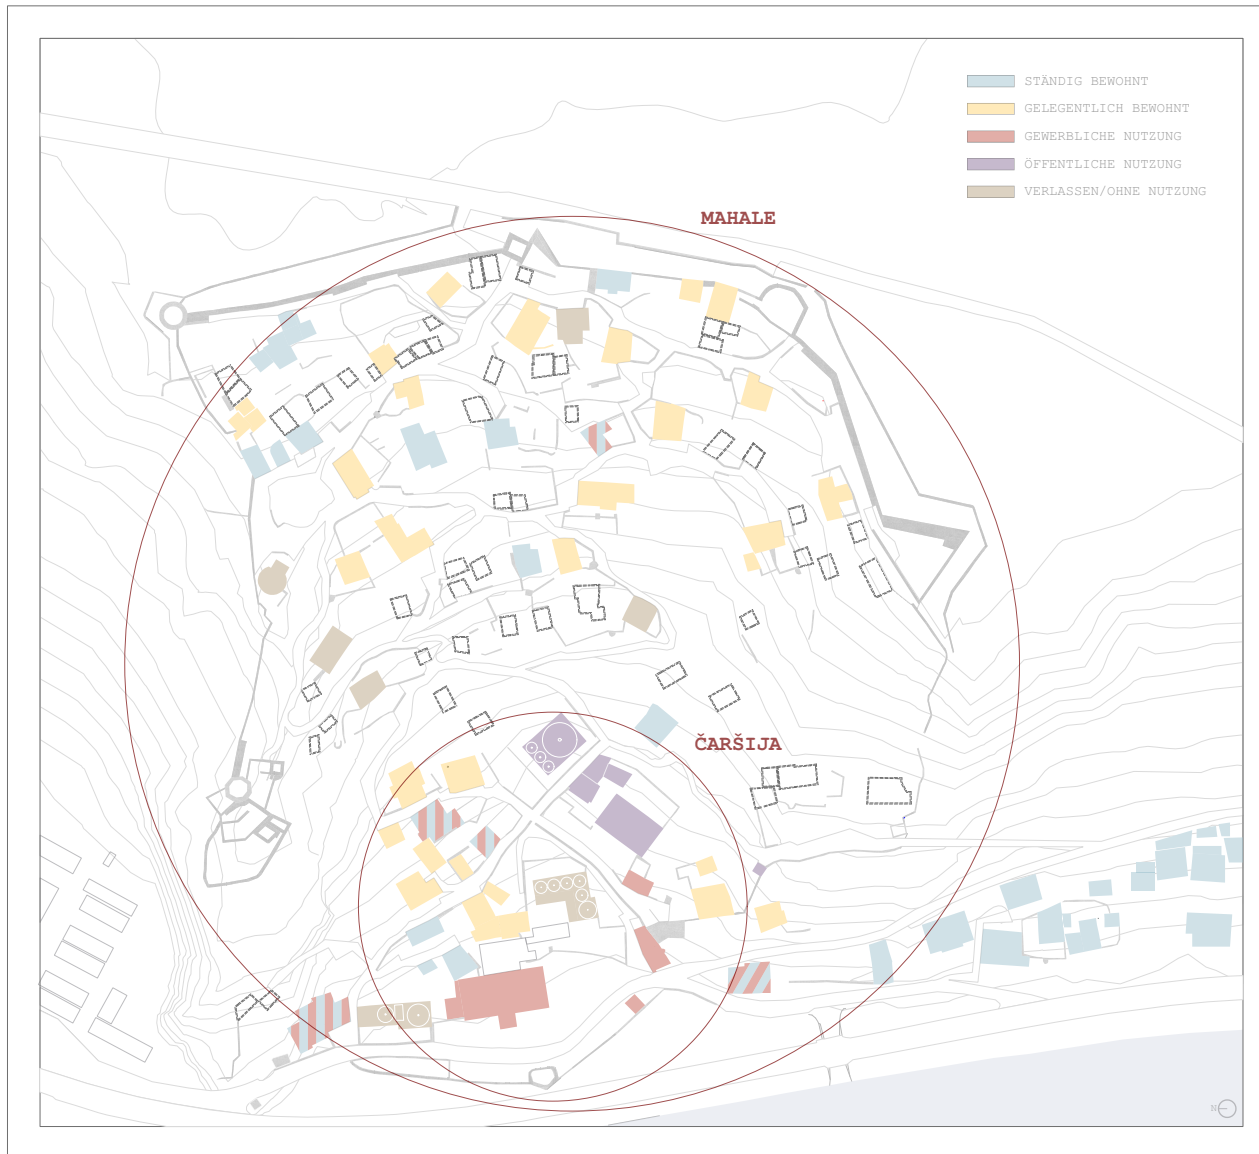 STÄNDIG BEWOHNT
GELEGENTLICH BEWOHNT
GEWERBLICHE NUTZUNG
ÖFFENTLICHE NUTZUNG
VERLASSEN/OHNE NUTZUNG
MAHALE
ČARŠIJA
N